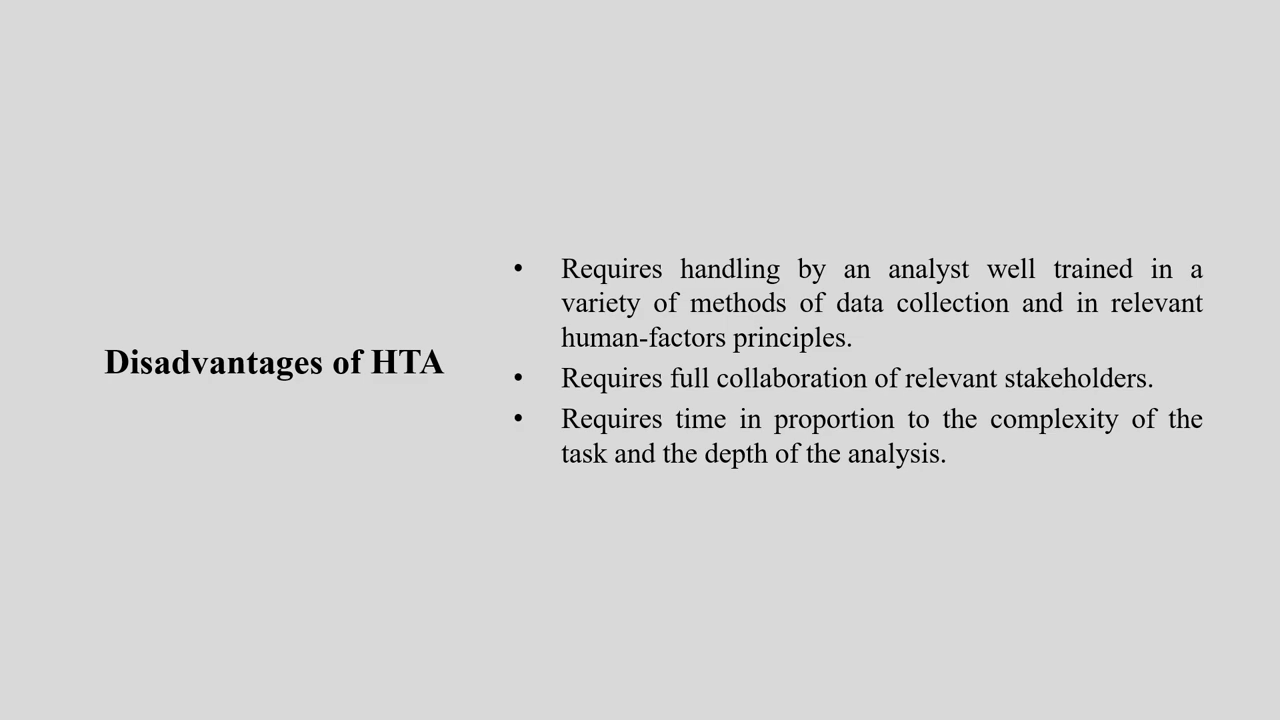 Disadvantages of HTA
• Requires handling by an analyst well trained in a
variety of methods of data collection and in relevant
human-factors principles.
• Requires full collaboration of relevant stakeholders.
• Requires time in proportion to the complexity of the
task and the depth of the analysis.